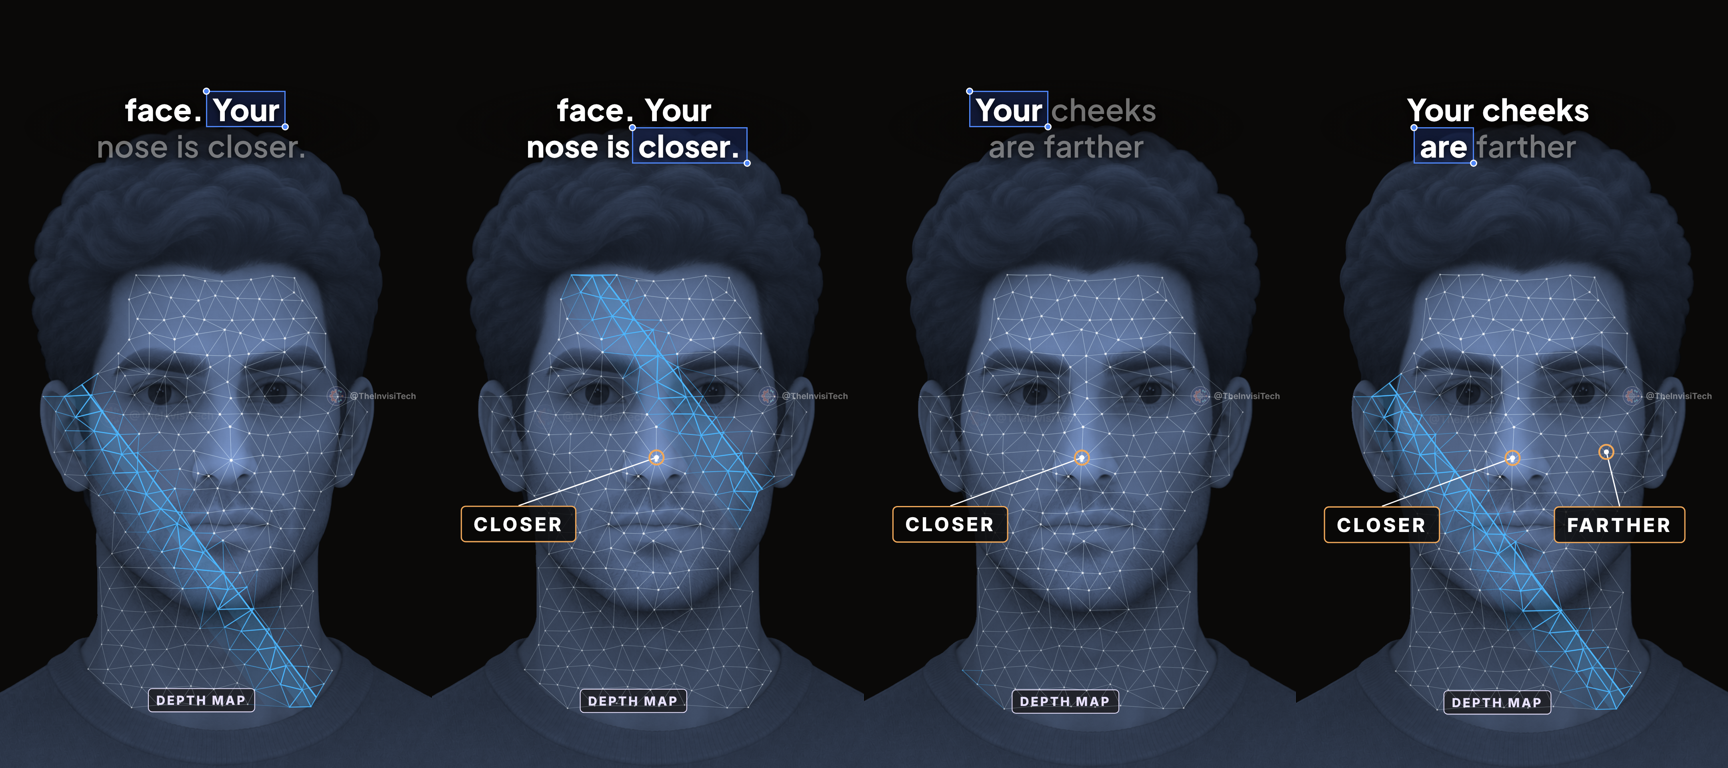 face. Your
nose is closer.
@TheInvisiTech
DEPTH MAP
face. Your
nose is closer.
@TheInvisiTech
CLOSER
DEPTH MAP
Your cheeks
are farther
@TheInvisiTech
CLOSER
DEPTH MAP
Your cheeks
are farther
@TheInvisiTech
CLOSER
FARTHER
DEPTH MAP